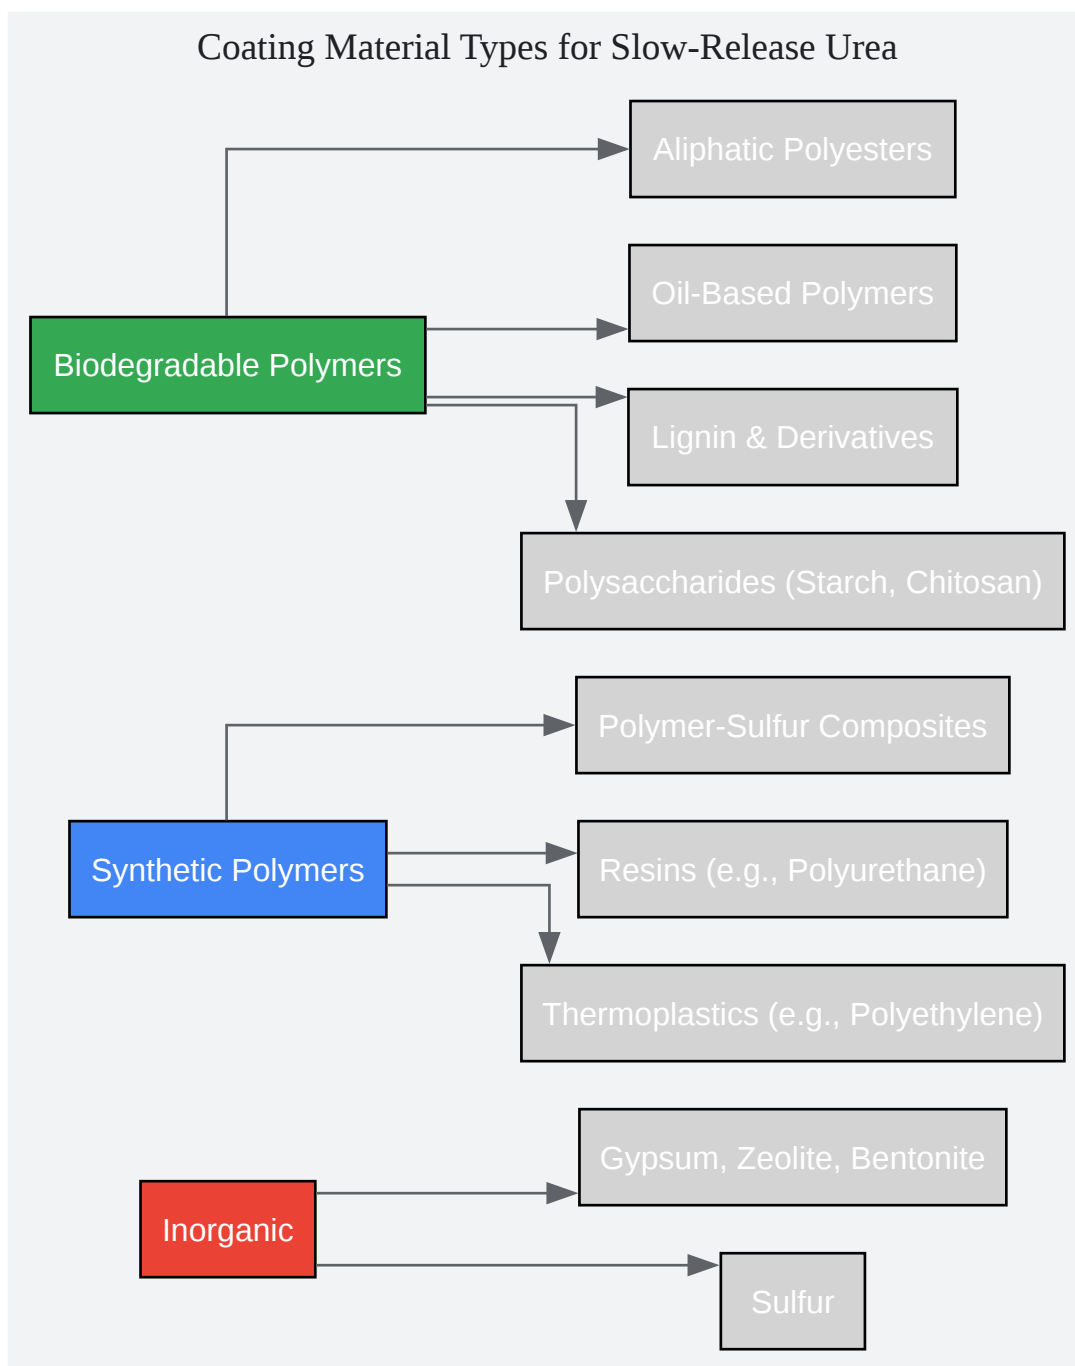 Coating Material Types for Slow-Release Urea
Aliphatic Polyesters
Oil-Based Polymers
Biodegradable Polymers
Lignin & Derivatives
Polysaccharides (Starch, Chitosan)
Polymer-Sulfur Composites
Synthetic Polymers
Resins (e.g., Polyurethane)
Thermoplastics (e.g., Polyethylene)
Gypsum, Zeolite, Bentonite
Inorganic
Sulfur